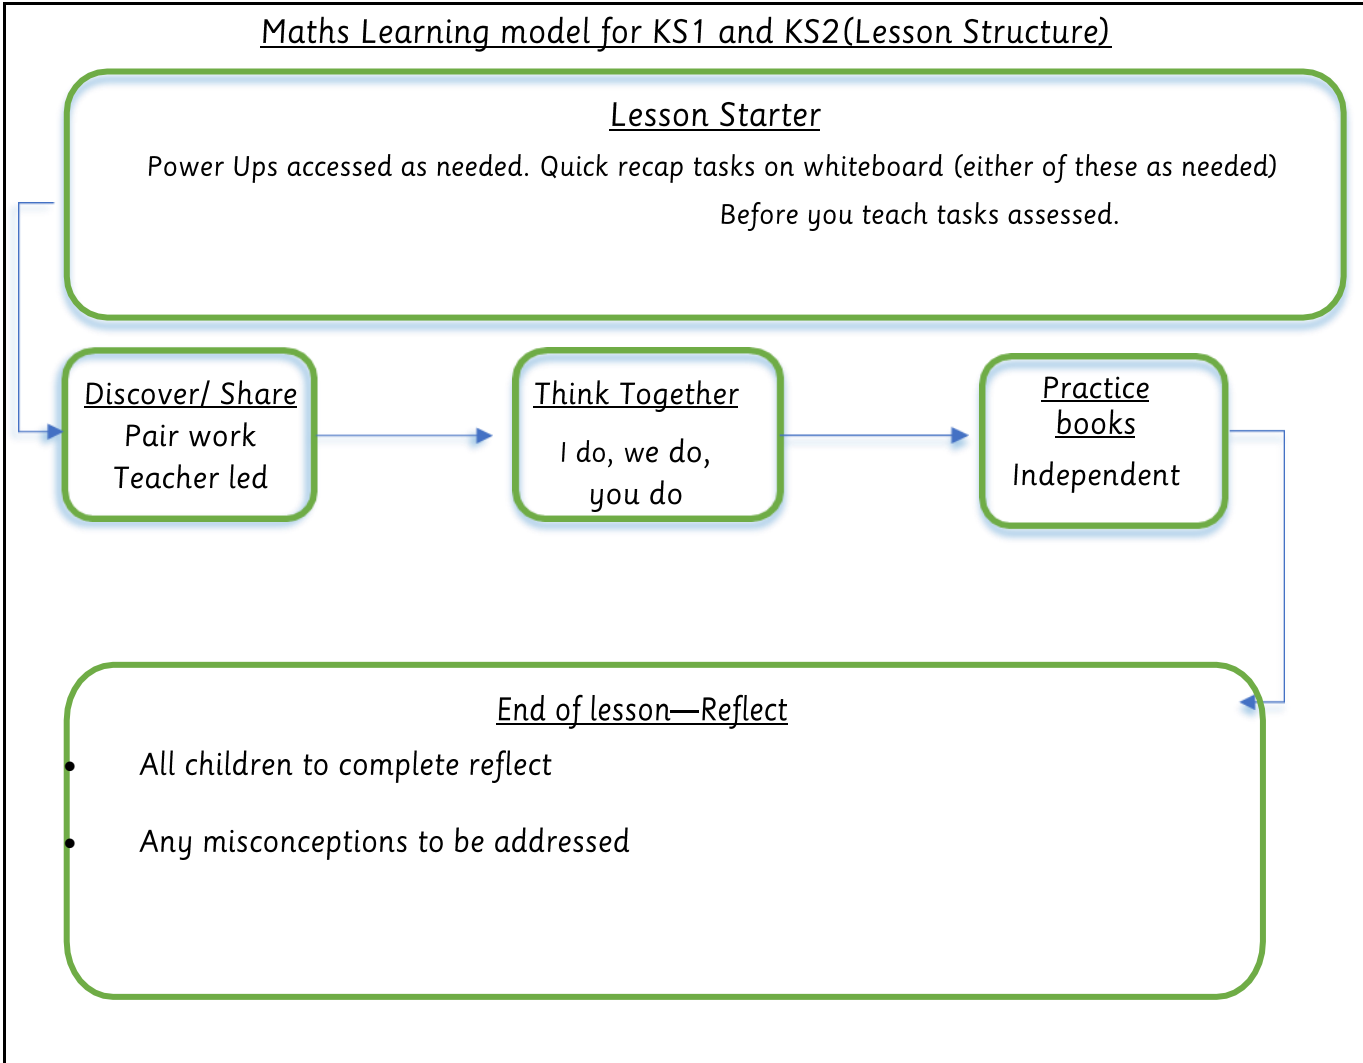 Maths Learning model for KS1 and KS2(Lesson Structure)
Lesson Starter
Power Ups accessed as needed. Quick recap tasks on whiteboard (either of these as needed)
Before you teach tasks assessed.
Discover/ Share
Pair work
Teacher led
Think Together
I do, we do,
you do
Practice
books
Independent
End of lesson—Reflect
• All children to complete reflect
• Any misconceptions to be addressed